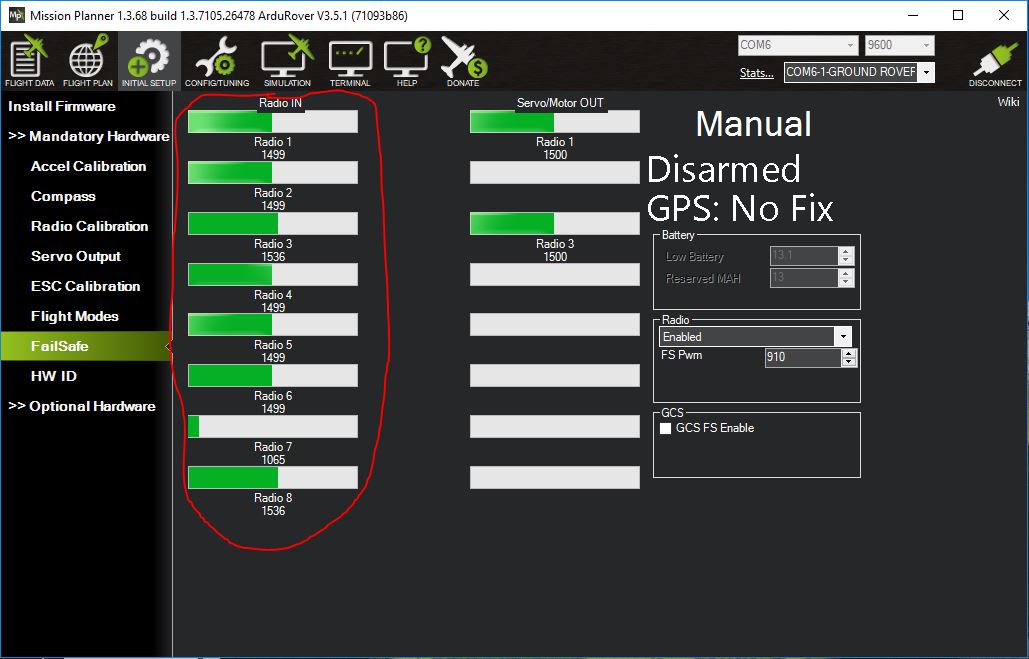 Mission Planner 1.3.68 build 1.3.7105.26478 ArduRover V3.5.1 (71093b86)
FLIGHT DATA FLIGHT PLAN INITIAL SETUP CONFIG/TUNING SIMULATION TERMINAL HELP DONATE
COM6 9600
Stats... COM6-1-GROUND ROVER
DISCONNECT
Wiki
Install Firmware
>> Mandatory Hardware
Accel Calibration
Compass
Radio Calibration
Servo Output
ESC Calibration
Flight Modes
FailSafe
HW ID
>> Optional Hardware
Radio IN
Radio 1
1499
Radio 2
1499
Radio 3
1536
Radio 4
1499
Radio 5
1499
Radio 6
1499
Radio 7
1065
Radio 8
1536
Servo/Motor OUT
Radio 1
1500
Radio 3
1500
Manual
Disarmed
GPS: No Fix
Battery
Low Battery 13.1
Reserved MAH 13
Radio
Enabled
FS Pwm 910
GCS
GCS FS Enable